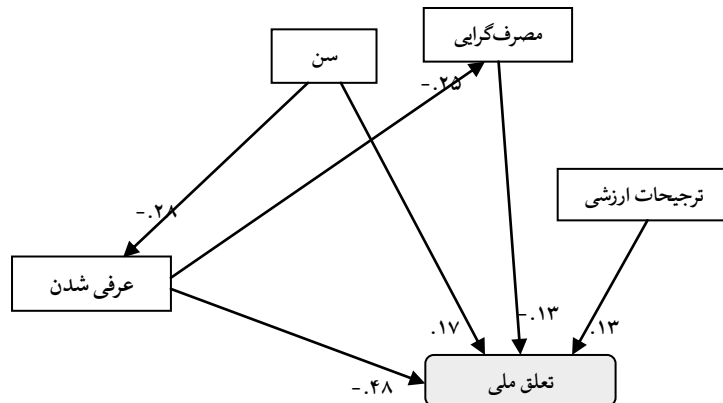 مصرف‌گرایی
سن
-.۲۵
ترجیحات ارزشی
-.۲۸
عرفی شدن
.۱۷
-.۱۳
.۱۳
تعلق ملی
-.۴۸